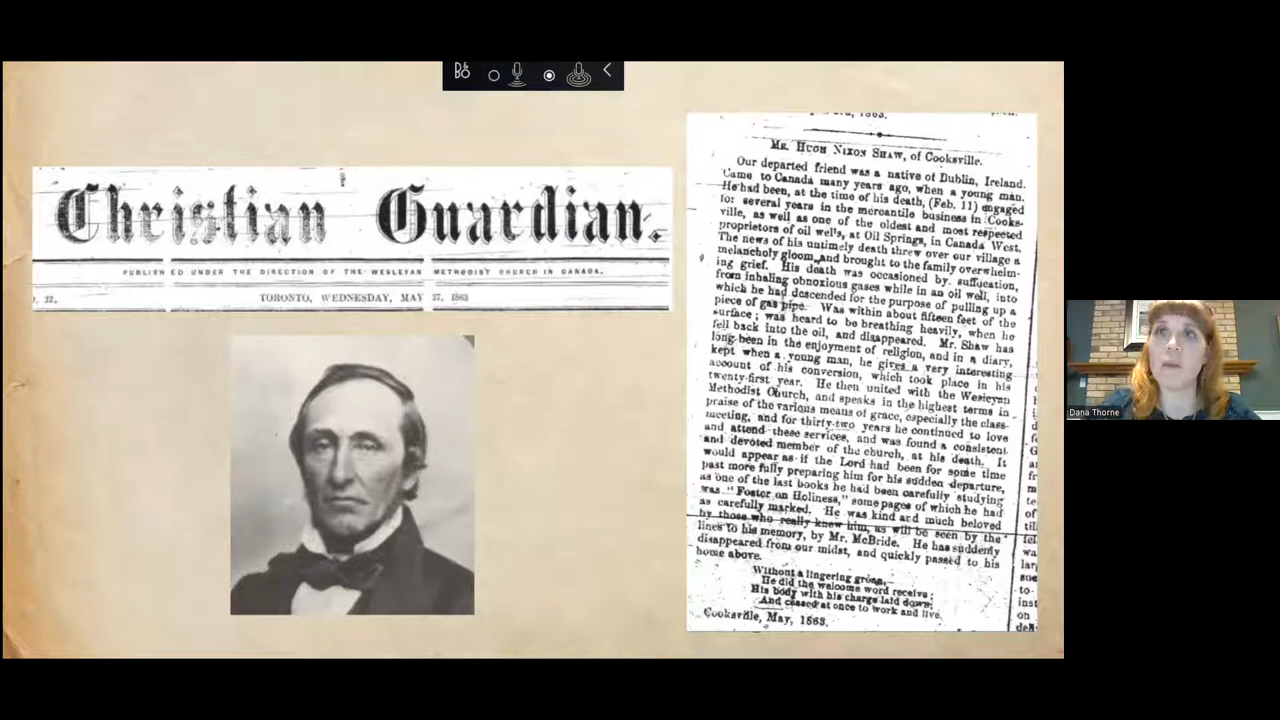 D&
BO
Christian Guardian.
PUBLISHED UNDER THE DIRECTION OF THE WESLEYAN METHODIST CHURCH IN CANADA.
22.
TORONTO, WEDNESDAY, MAY 27, 1863
1863.
MR. HUGH NIXON SHAW, of Cooksville.
Our departed friend was a native of Dublin, Ireland.
Came to Canada many years ago, when a young man.
He had been, at the time of his death, (Feb. 11) engaged
for several years in the mercantile business in Cooks-
ville, as well as one of the oldest and most respected
proprietors of oil wells, at Oil Springs, in Canada West.
The news of his untimely death threw over our village a
melancholy gloom, and brought to the family overwhelm-
ing grief. His death was occasioned by suffocation,
from inhaling obnoxious gases while in an oil well, into
which he had descended for the purpose of pulling up a
piece of gas pipe. Was within about fifteen feet of the
surface; was heard to be breathing heavily, when he
fell back into the oil, and disappeared. Mr. Shaw has
long been in the enjoyment of religion, and in a diary,
kept when a young man, he gives a very interesting
account of his conversion, which took place in his
twenty-first year. He then united with the Wesleyan
Methodist Church, and speaks in the highest terms in
praise of the various means of grace, especially the class-
meeting, and for thirty-two years he continued to love
and attend these services, and was found a consistent
and devoted member of the church, at his death. It
would appear as if the Lord had been for some time
past more fully preparing him for his sudden departure,
as one of the last books he had been carefully studying
was "Foster on Holiness," some pages of which he had
as carefully marked. He was kind and much beloved
by those who really knew him, as will be seen by the
lines to his memory, by Mr. McBride. He has suddenly
disappeared from our midst, and quickly passed to his
home above.
Without a lingering groan,
He did the welcome word receive;
His body with his charge laid down,
And ceased at once to work and live.
Cooksville, May, 1863.
Dana Thorne